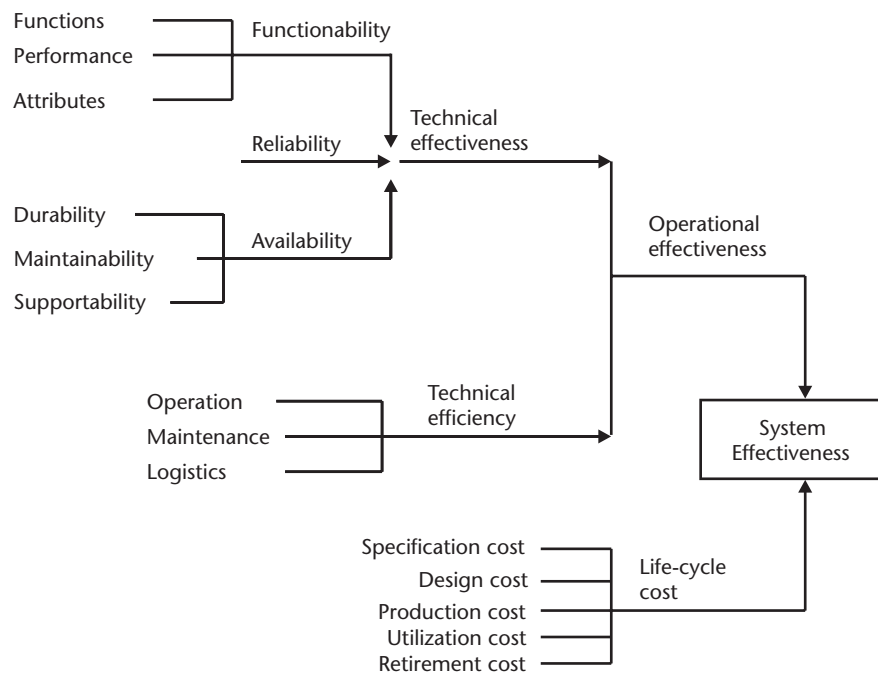 Functions
Performance
Attributes
Functionability
Reliability
Technical
effectiveness
Durability
Maintainability
Supportability
Availability
Operational
effectiveness
Operation
Maintenance
Logistics
Technical
efficiency
System
Effectiveness
Specification cost
Design cost
Production cost
Utilization cost
Retirement cost
Life-cycle
cost